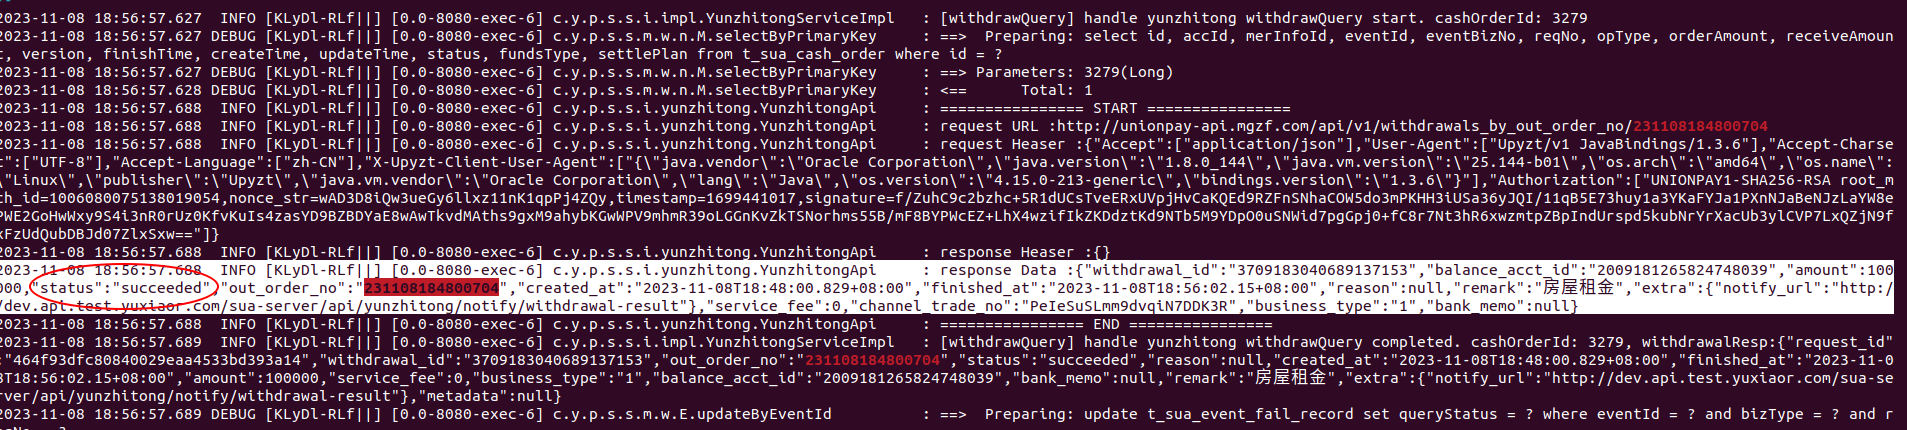 2023-11-08 18:56:57.627  INFO [KLyDl-RLf||] [0.0-8080-exec-6] c.y.p.s.s.i.impl.YunzhitongServiceImpl   : [withdrawQuery] handle yunzhitong withdrawQuery start. cashOrderId: 3279
2023-11-08 18:56:57.627 DEBUG [KLyDl-RLf||] [0.0-8080-exec-6] c.y.p.s.s.m.w.n.M.selectByPrimaryKey     : ==>  Preparing: select id, accId, merInfoId, eventId, eventBizNo, reqNo, opType, orderAmount, receiveAmoun
t, version, finishTime, createTime, updateTime, status, fundsType, settlePlan from t_sua_cash_order where id = ?
2023-11-08 18:56:57.627 DEBUG [KLyDl-RLf||] [0.0-8080-exec-6] c.y.p.s.s.m.w.n.M.selectByPrimaryKey     : ==> Parameters: 3279(Long)
2023-11-08 18:56:57.628 DEBUG [KLyDl-RLf||] [0.0-8080-exec-6] c.y.p.s.s.m.w.n.M.selectByPrimaryKey     : <==      Total: 1
2023-11-08 18:56:57.688  INFO [KLyDl-RLf||] [0.0-8080-exec-6] c.y.p.s.s.i.yunzhitong.YunzhitongApi     : ================ START ================
2023-11-08 18:56:57.688  INFO [KLyDl-RLf||] [0.0-8080-exec-6] c.y.p.s.s.i.yunzhitong.YunzhitongApi     : request URL :http://unionpay-api.mgzf.com/api/v1/withdrawals_by_out_order_no/231108184800704
2023-11-08 18:56:57.688  INFO [KLyDl-RLf||] [0.0-8080-exec-6] c.y.p.s.s.i.yunzhitong.YunzhitongApi     : request Heaser :{"Accept":["application/json"],"User-Agent":["Upyzt/v1 JavaBindings/1.3.6"],"Accept-Charse
t":["UTF-8"],"Accept-Language":["zh-CN"],"X-Upyzt-Client-User-Agent":["{\"java.vendor\":\"Oracle Corporation\",\"java.version\":\"1.8.0_144\",\"java.vm.version\":\"25.144-b01\",\"os.arch\":\"amd64\",\"os.name\":
\"Linux\",\"publisher\":\"Upyzt\",\"java.vm.vendor\":\"Oracle Corporation\",\"lang\":\"Java\",\"os.version\":\"4.15.0-213-generic\",\"bindings.version\":\"1.3.6\"}"],"Authorization":["UNIONPAY1-SHA256-RSA root_m
ch_id=1006080075138019054,nonce_str=wAD3D8iQw3ueGy6llxz11nK1qpPj4ZQy,timestamp=1699441017,signature=f/ZuhC9c2bzhc+5R1dUCsTveERxUVpjHvCaKQEd9RZFnSNhaCOW5do3mPKHH3iUSa36yJQI/11qB5E73huy1a3YKaFYJa1PXnNJaBeNJzLaYW8e
PWE2GoHwWxy9S4i3nR0rUz0KfvKuIs4zasYD9BZBDYaE8wAwTkvdMAths9gxM9ahybKGwWPV9mhmR39oLGGnKvZkTSNorhms55B/mF8BYPWcEZ+LhX4wzifIkZKDdztKd9NTb5M9YDpO0uSNWid7pgGpj0+fC8r7Nt3hR6xwzmtpZBpIndUrspd5kubNrYrXacUb3ylCVP7LxQZjN9f
xFzUdQubDBJd07ZlxSxw=="]}
2023-11-08 18:56:57.688  INFO [KLyDl-RLf||] [0.0-8080-exec-6] c.y.p.s.s.i.yunzhitong.YunzhitongApi     : response Heaser :{}
2023-11-08 18:56:57.688  INFO [KLyDl-RLf||] [0.0-8080-exec-6] c.y.p.s.s.i.yunzhitong.YunzhitongApi     : response Data :{"withdrawal_id":"3709183040689137153","balance_acct_id":"2009181265824748039","amount":100
000,"status":"succeeded","out_order_no":"231108184800704","created_at":"2023-11-08T18:48:00.829+08:00","finished_at":"2023-11-08T18:56:02.15+08:00","reason":null,"remark":"房屋租金","extra":{"notify_url":"http:/
/dev.api.test.yuxiaor.com/sua-server/api/yunzhitong/notify/withdrawal-result"},"service_fee":0,"channel_trade_no":"PeIeSuSLmm9dvqiN7DDK3R","business_type":"1","bank_memo":null}
2023-11-08 18:56:57.688  INFO [KLyDl-RLf||] [0.0-8080-exec-6] c.y.p.s.s.i.yunzhitong.YunzhitongApi     : ================ END ================
2023-11-08 18:56:57.689  INFO [KLyDl-RLf||] [0.0-8080-exec-6] c.y.p.s.s.i.impl.YunzhitongServiceImpl   : [withdrawQuery] handle yunzhitong withdrawQuery completed. cashOrderId: 3279, withdrawalResp:{"request_id"
:"464f93dfc80840029eaa4533bd393a14","withdrawal_id":"3709183040689137153","out_order_no":"231108184800704","status":"succeeded","reason":null,"created_at":"2023-11-08T18:48:00.829+08:00","finished_at":"2023-11-0
8T18:56:02.15+08:00","amount":100000,"service_fee":0,"business_type":"1","balance_acct_id":"2009181265824748039","bank_memo":null,"remark":"房屋租金","extra":{"notify_url":"http://dev.api.test.yuxiaor.com/sua-se
rver/api/yunzhitong/notify/withdrawal-result"},"metadata":null}
2023-11-08 18:56:57.689 DEBUG [KLyDl-RLf||] [0.0-8080-exec-6] c.y.p.s.s.m.w.E.updateByEventId          : ==>  Preparing: update t_sua_event_fail_record set queryStatus = ? where eventId = ? and bizType = ? and r